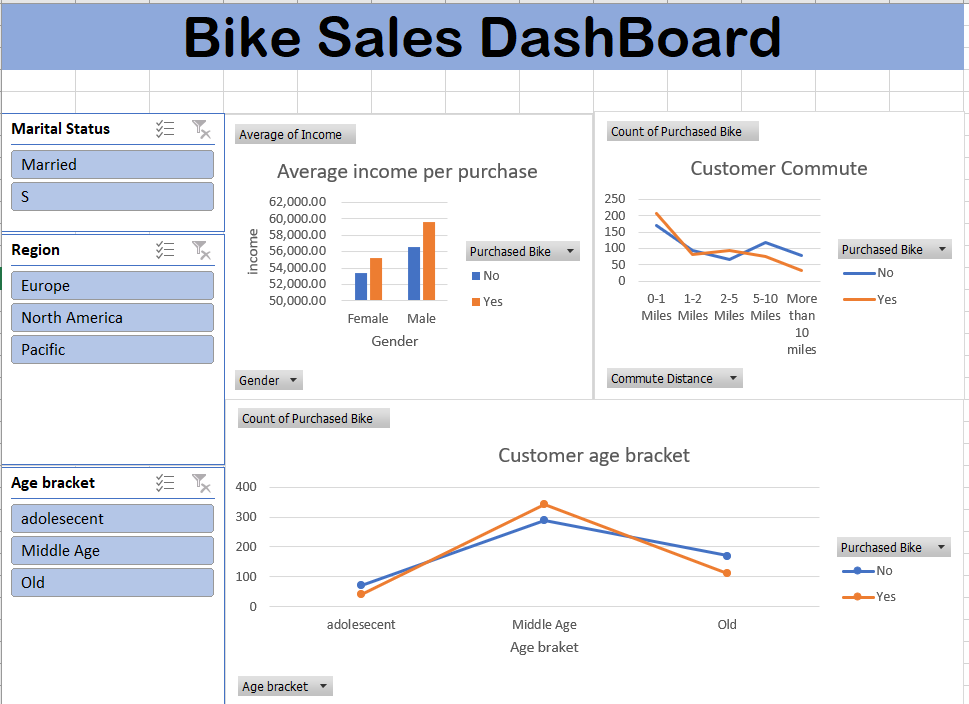 Bike Sales DashBoard
Marital Status
Married
S
Region
Europe
North America
Pacific
Age bracket
adolesecent
Middle Age
Old
Average of Income
Average income per purchase
62,000.00
60,000.00
58,000.00
56,000.00
54,000.00
52,000.00
50,000.00
income
Female Male
Gender
Purchased Bike
No
Yes
Gender
Count of Purchased Bike
Customer Commute
250
200
150
100
50
0
0-1 Miles
1-2 Miles
2-5 Miles
5-10 Miles
More than 10 miles
Purchased Bike
No
Yes
Commute Distance
Count of Purchased Bike
Customer age bracket
400
300
200
100
0
adolesecent Middle Age Old
Age braket
Purchased Bike
No
Yes
Age bracket